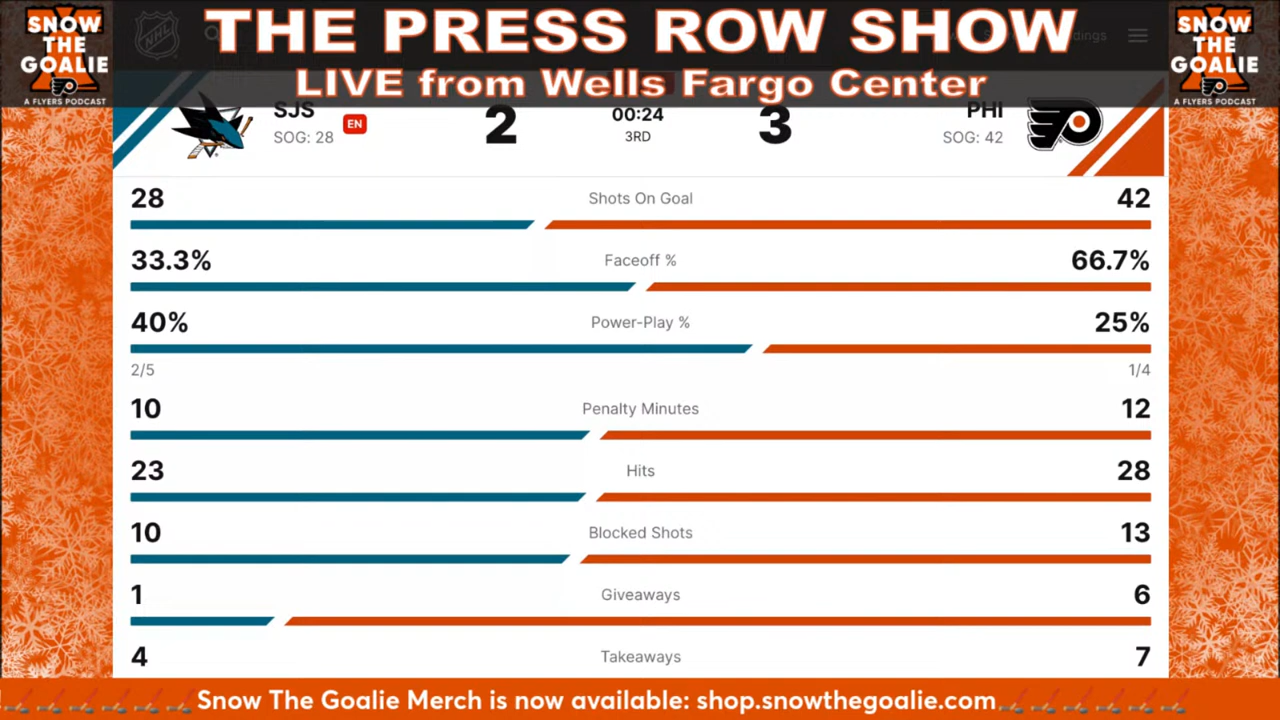 SNOW
THE
GOALIE
A FLYERS PODCAST
THE PRESS ROW SHOW
LIVE from Wells Fargo Center
SNOW
THE
GOALIE
A FLYERS PODCAST
NHL
SJS
EN
SOG: 28
2
00:24
3RD
3
PHI
SOG: 42
28 Shots On Goal 42
33.3% Faceoff % 66.7%
40% Power-Play % 25%
2/5 1/4
10 Penalty Minutes 12
23 Hits 28
10 Blocked Shots 13
1 Giveaways 6
4 Takeaways 7
Snow The Goalie Merch is now available: shop.snowthegoalie.com